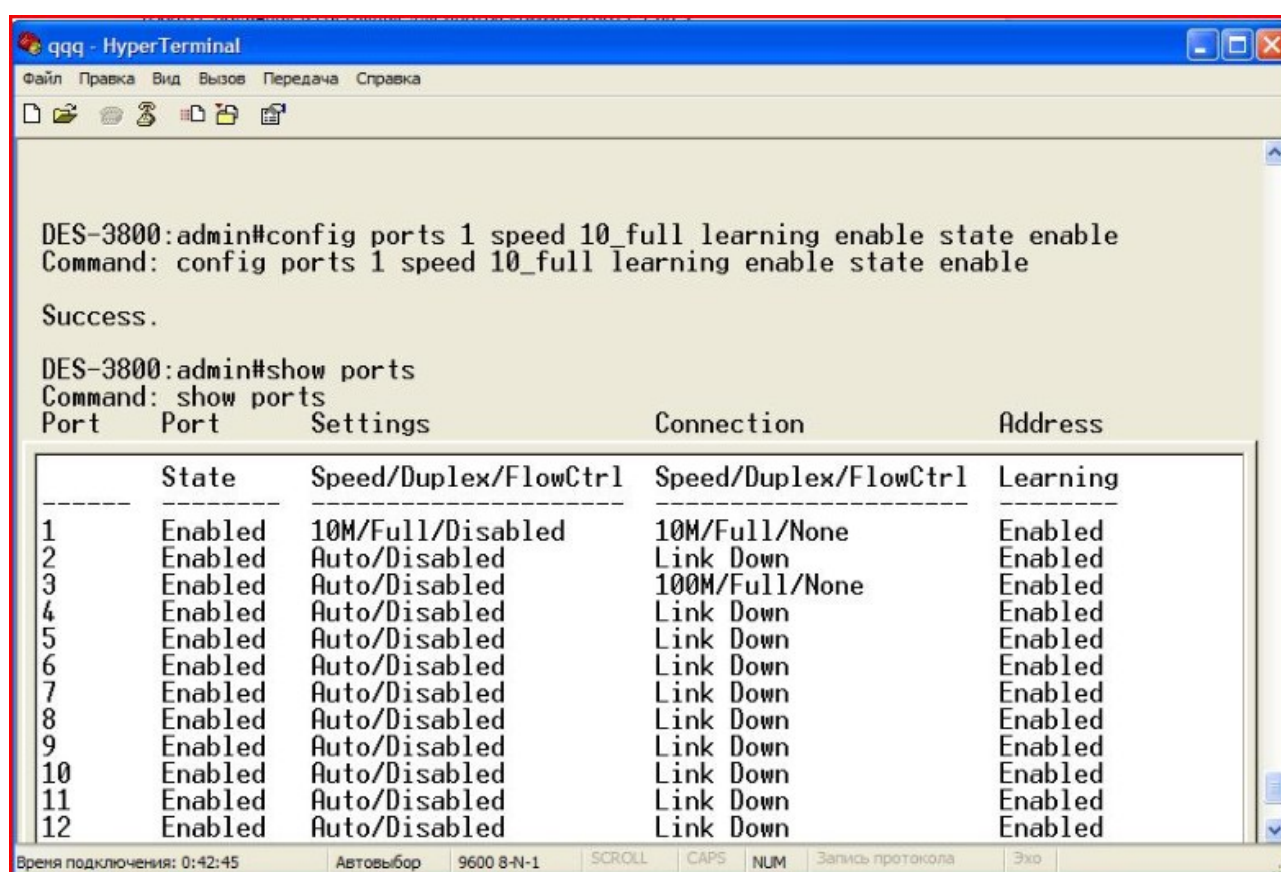 qqq - HyperTerminal
Файл Правка Вид Вызов Передача Справка
DES-3800:admin#config ports 1 speed 10_full learning enable state enable
Command: config ports 1 speed 10_full learning enable state enable
Success.
DES-3800:admin#show ports
Command: show ports
Port Port Settings Connection Address
State Speed/Duplex/FlowCtrl Speed/Duplex/FlowCtrl Learning
------ -------- --------------------- --------------------- --------
1 Enabled 10M/Full/Disabled 10M/Full/None Enabled
2 Enabled Auto/Disabled Link Down Enabled
3 Enabled Auto/Disabled 100M/Full/None Enabled
4 Enabled Auto/Disabled Link Down Enabled
5 Enabled Auto/Disabled Link Down Enabled
6 Enabled Auto/Disabled Link Down Enabled
7 Enabled Auto/Disabled Link Down Enabled
8 Enabled Auto/Disabled Link Down Enabled
9 Enabled Auto/Disabled Link Down Enabled
10 Enabled Auto/Disabled Link Down Enabled
11 Enabled Auto/Disabled Link Down Enabled
12 Enabled Auto/Disabled Link Down Enabled
Время подключения: 0:42:45 Автовыбор 9600 8-N-1 SCROLL CAPS NUM Запись протокола Эхо